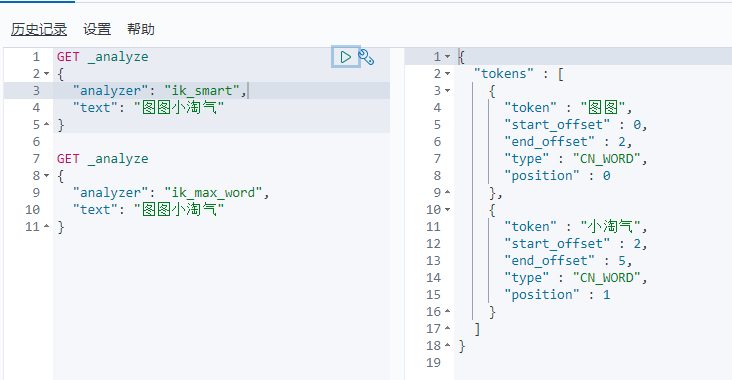 历史记录 设置 帮助
1 GET _analyze
2 {
3 "analyzer": "ik_smart",
4 "text": "图图小淘气"
5 }
6
7 GET _analyze
8 {
9 "analyzer": "ik_max_word",
10 "text": "图图小淘气"
11 }
1 {
2 "tokens" : [
3 {
4 "token" : "图图",
5 "start_offset" : 0,
6 "end_offset" : 2,
7 "type" : "CN_WORD",
8 "position" : 0
9 },
10 {
11 "token" : "小淘气",
12 "start_offset" : 2,
13 "end_offset" : 5,
14 "type" : "CN_WORD",
15 "position" : 1
16 }
17 ]
18 }
19